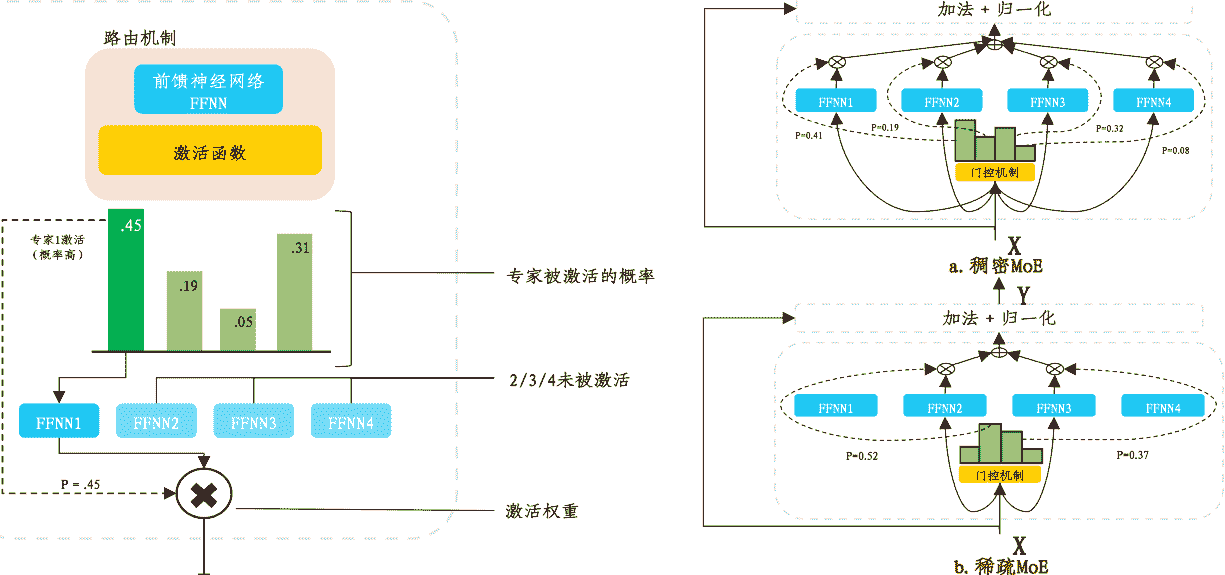 路由机制
前馈神经网络
FFNN
激活函数
专家1激活
（概率高）
.45
.19
.05
.31
专家被激活的概率
2/3/4未被激活
FFNN1
FFNN2
FFNN3
FFNN4
P = .45
激活权重
加法 + 归一化
FFNN1
FFNN2
FFNN3
FFNN4
P=0.41
P=0.19
P=0.32
P=0.08
门控机制
X
a. 稠密MoE
Y
加法 + 归一化
FFNN1
FFNN2
FFNN3
FFNN4
P=0.52
P=0.37
门控机制
X
b. 稀疏MoE